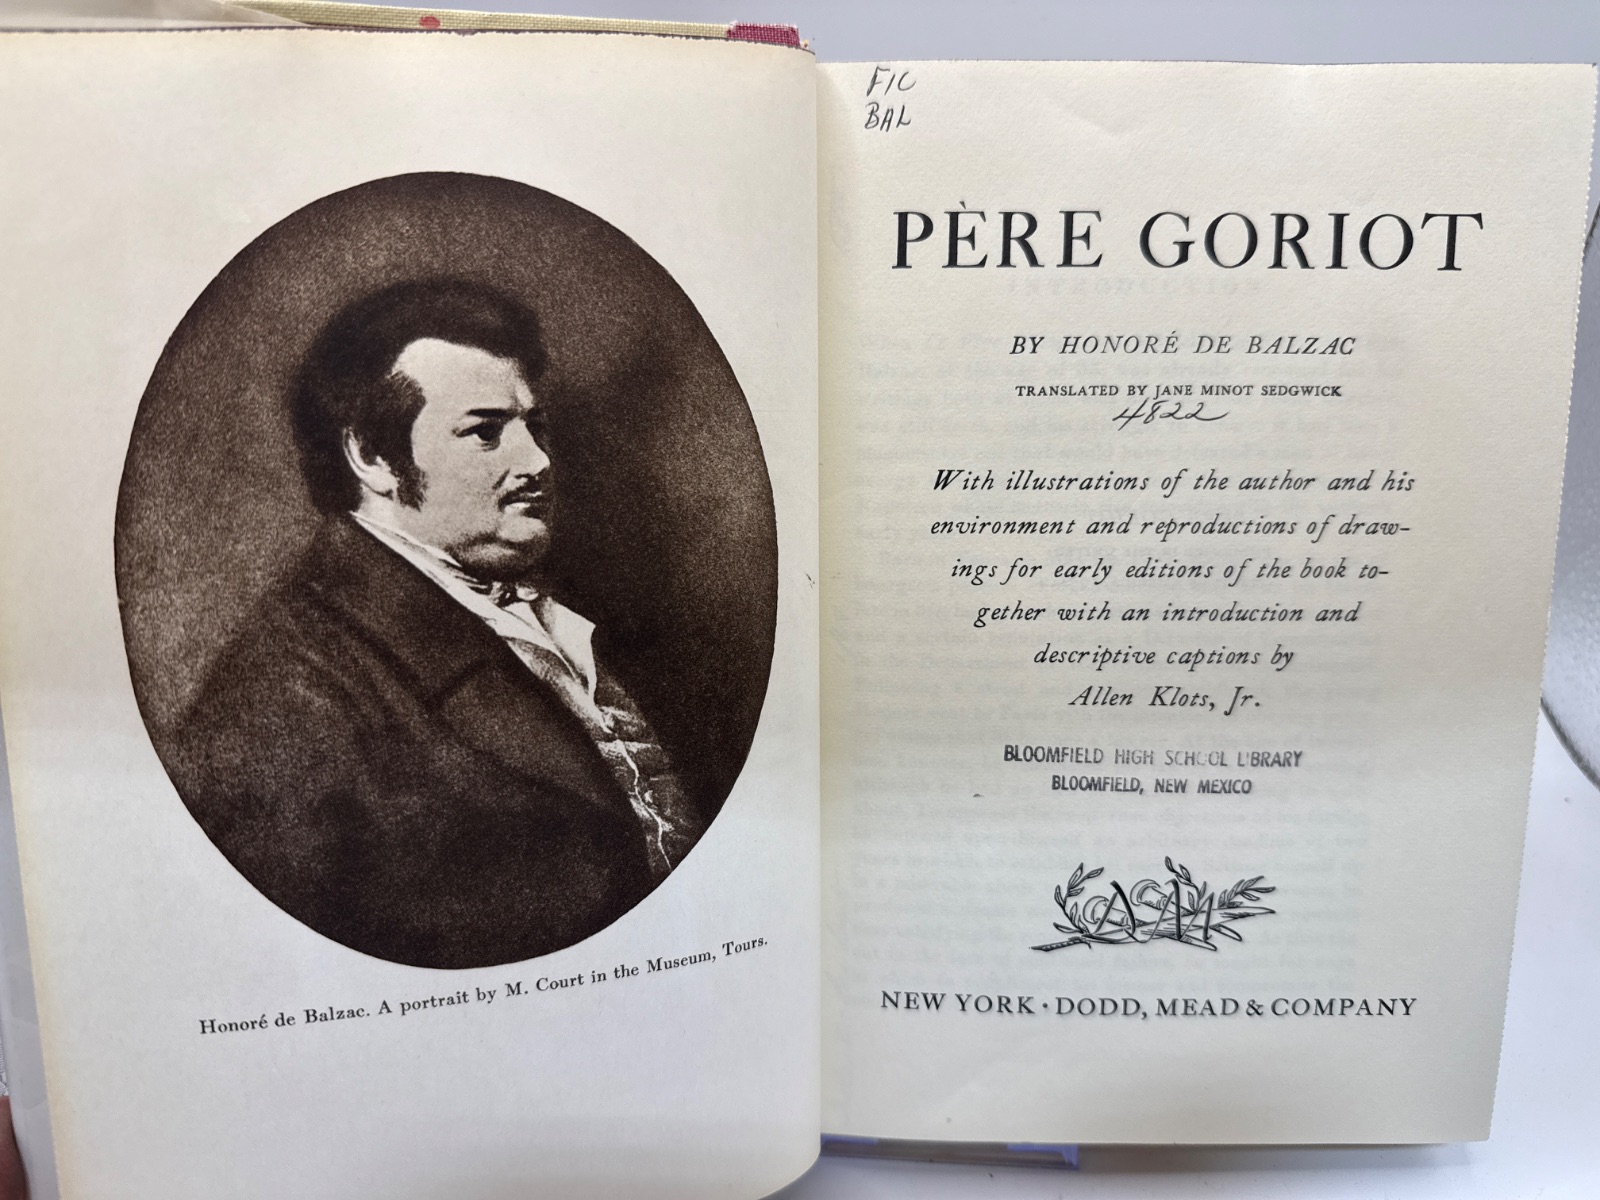 Honoré de Balzac. A portrait by M. Court in the Museum, Tours.
FIC
BAL
PÈRE GORIOT
BY HONORÉ DE BALZAC
TRANSLATED BY JANE MINOT SEDGWICK
4822
With illustrations of the author and his
environment and reproductions of draw-
ings for early editions of the book to-
gether with an introduction and
descriptive captions by
Allen Klots, Jr.
BLOOMFIELD HIGH SCHOOL LIBRARY
BLOOMFIELD, NEW MEXICO
NEW YORK · DODD, MEAD & COMPANY